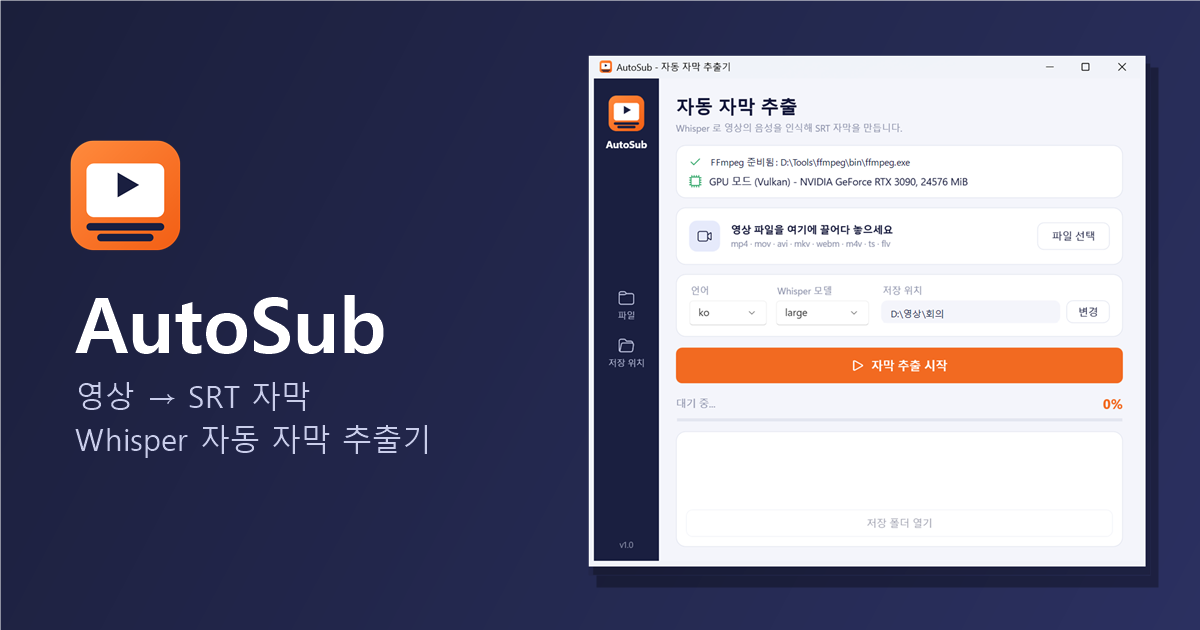 AutoSub
영상 → SRT 자막
Whisper 자동 자막 추출기
AutoSub - 자동 자막 추출기
AutoSub
파일
저장 위치
v1.0
자동 자막 추출
Whisper 로 영상의 음성을 인식해 SRT 자막을 만듭니다.
FFmpeg 준비됨: D:\Tools\ffmpeg\bin\ffmpeg.exe
GPU 모드 (Vulkan) - NVIDIA GeForce RTX 3090, 24576 MiB
영상 파일을 여기에 끌어다 놓으세요
mp4 · mov · avi · mkv · webm · m4v · ts · flv
파일 선택
언어
ko
Whisper 모델
large
저장 위치
D:\영상\회의
변경
자막 추출 시작
대기 중...
0%
저장 폴더 열기